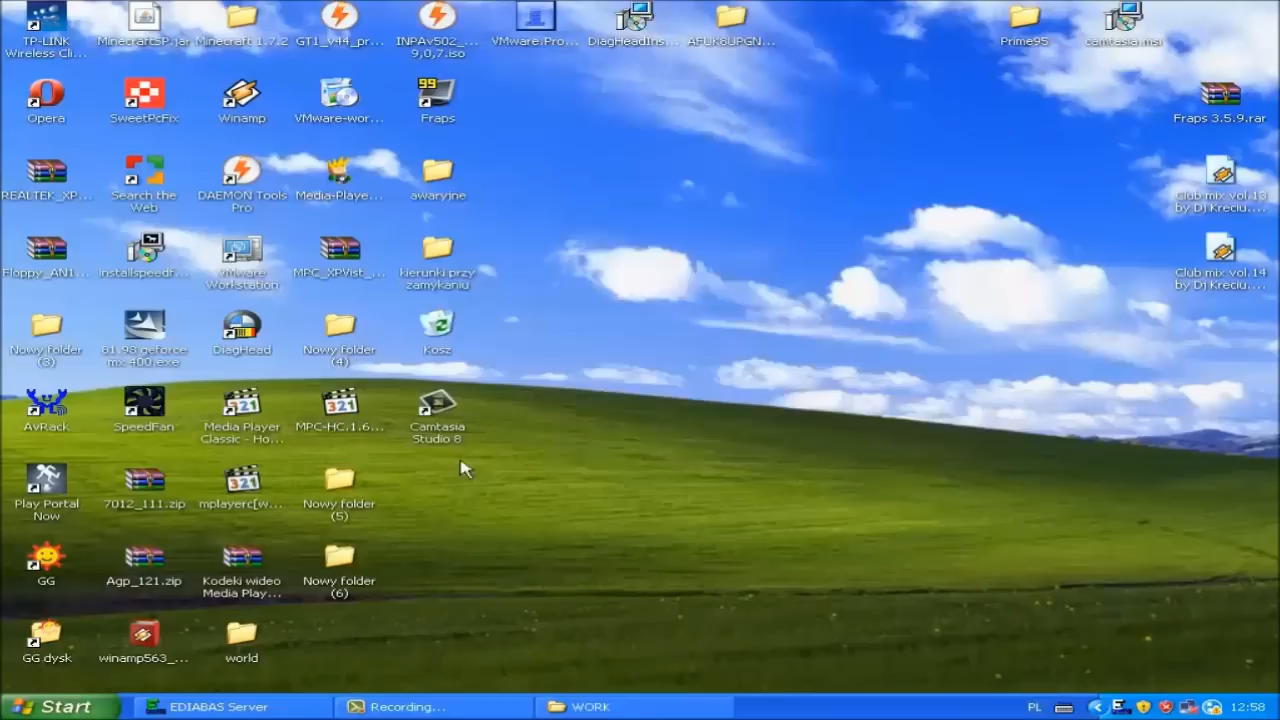 TP-LINK
Wireless Cli...
MinecraftSP.jar
Minecraft 1.7.2
GT1_v44_pr...
INPAv502_...
9,0,7.iso
VMware.Pro...
DiagHeadIns...
AFUK8UPGN...
Prime95
camtasia.msi
Opera
SweetPcFix
Winamp
VMware-wor...
99
Fraps
Fraps 3.5.9.rar
REALTEK_XP...
Search the
Web
DAEMON Tools
Pro
Media-Playe...
awaryjne
Club mix vol.13
by Dj Kreciu....
Floppy_AN1...
Installspeedf...
VMware
Workstation
MPC_XPVist_...
kierunki przy
zamykaniu
Club mix vol.14
by Dj Kreciu....
Nowy folder
(3)
81.98 geforce
mx 400.exe
DiagHead
Nowy folder
(4)
Kosz
AvRack
SpeedFan
321
Media Player
Classic - Ho...
321
MPC-HC.1.6...
Camtasia
Studio 8
Play Portal
Now
7012_111.zip
321
mplayerc[w...
Nowy folder
(5)
GG
Agp_121.zip
Kodeki wideo
Media Play...
Nowy folder
(6)
GG dysk
winamp563_...
world
Start
EDIABAS Server
Recording...
WORK
PL
12:58